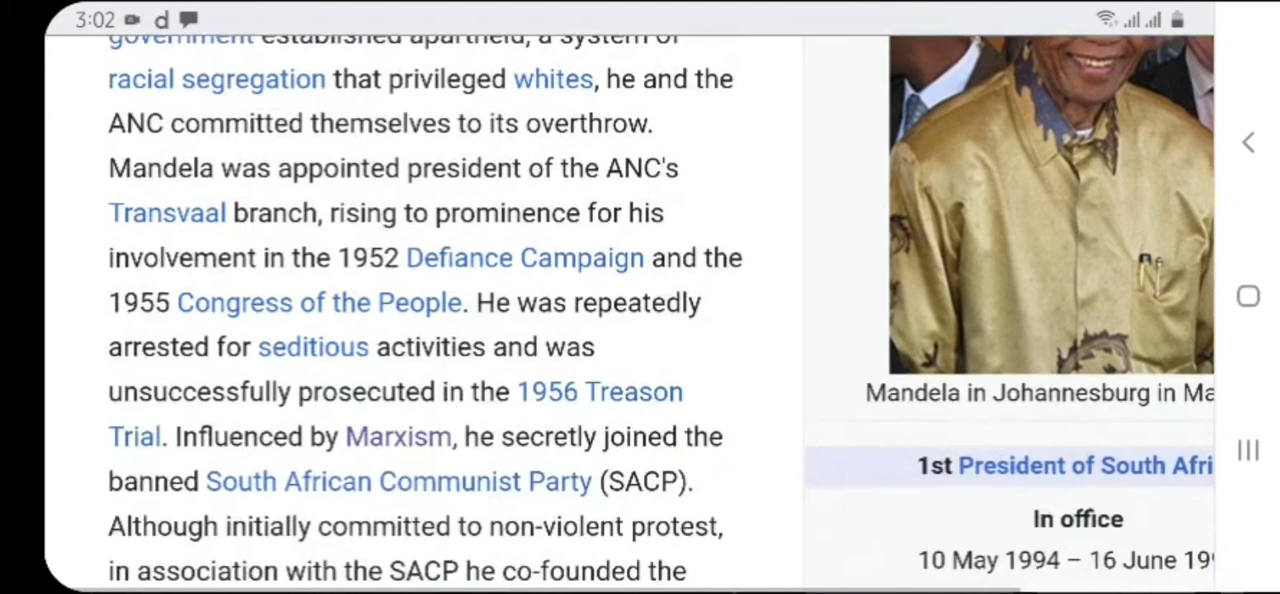 3:02 d
government established apartheid, a system of
racial segregation that privileged whites, he and the
ANC committed themselves to its overthrow.
Mandela was appointed president of the ANC's
Transvaal branch, rising to prominence for his
involvement in the 1952 Defiance Campaign and the
1955 Congress of the People. He was repeatedly
arrested for seditious activities and was
unsuccessfully prosecuted in the 1956 Treason
Trial. Influenced by Marxism, he secretly joined the
banned South African Communist Party (SACP).
Although initially committed to non-violent protest,
in association with the SACP he co-founded the
Mandela in Johannesburg in Ma
1st President of South Afri
In office
10 May 1994 – 16 June 19